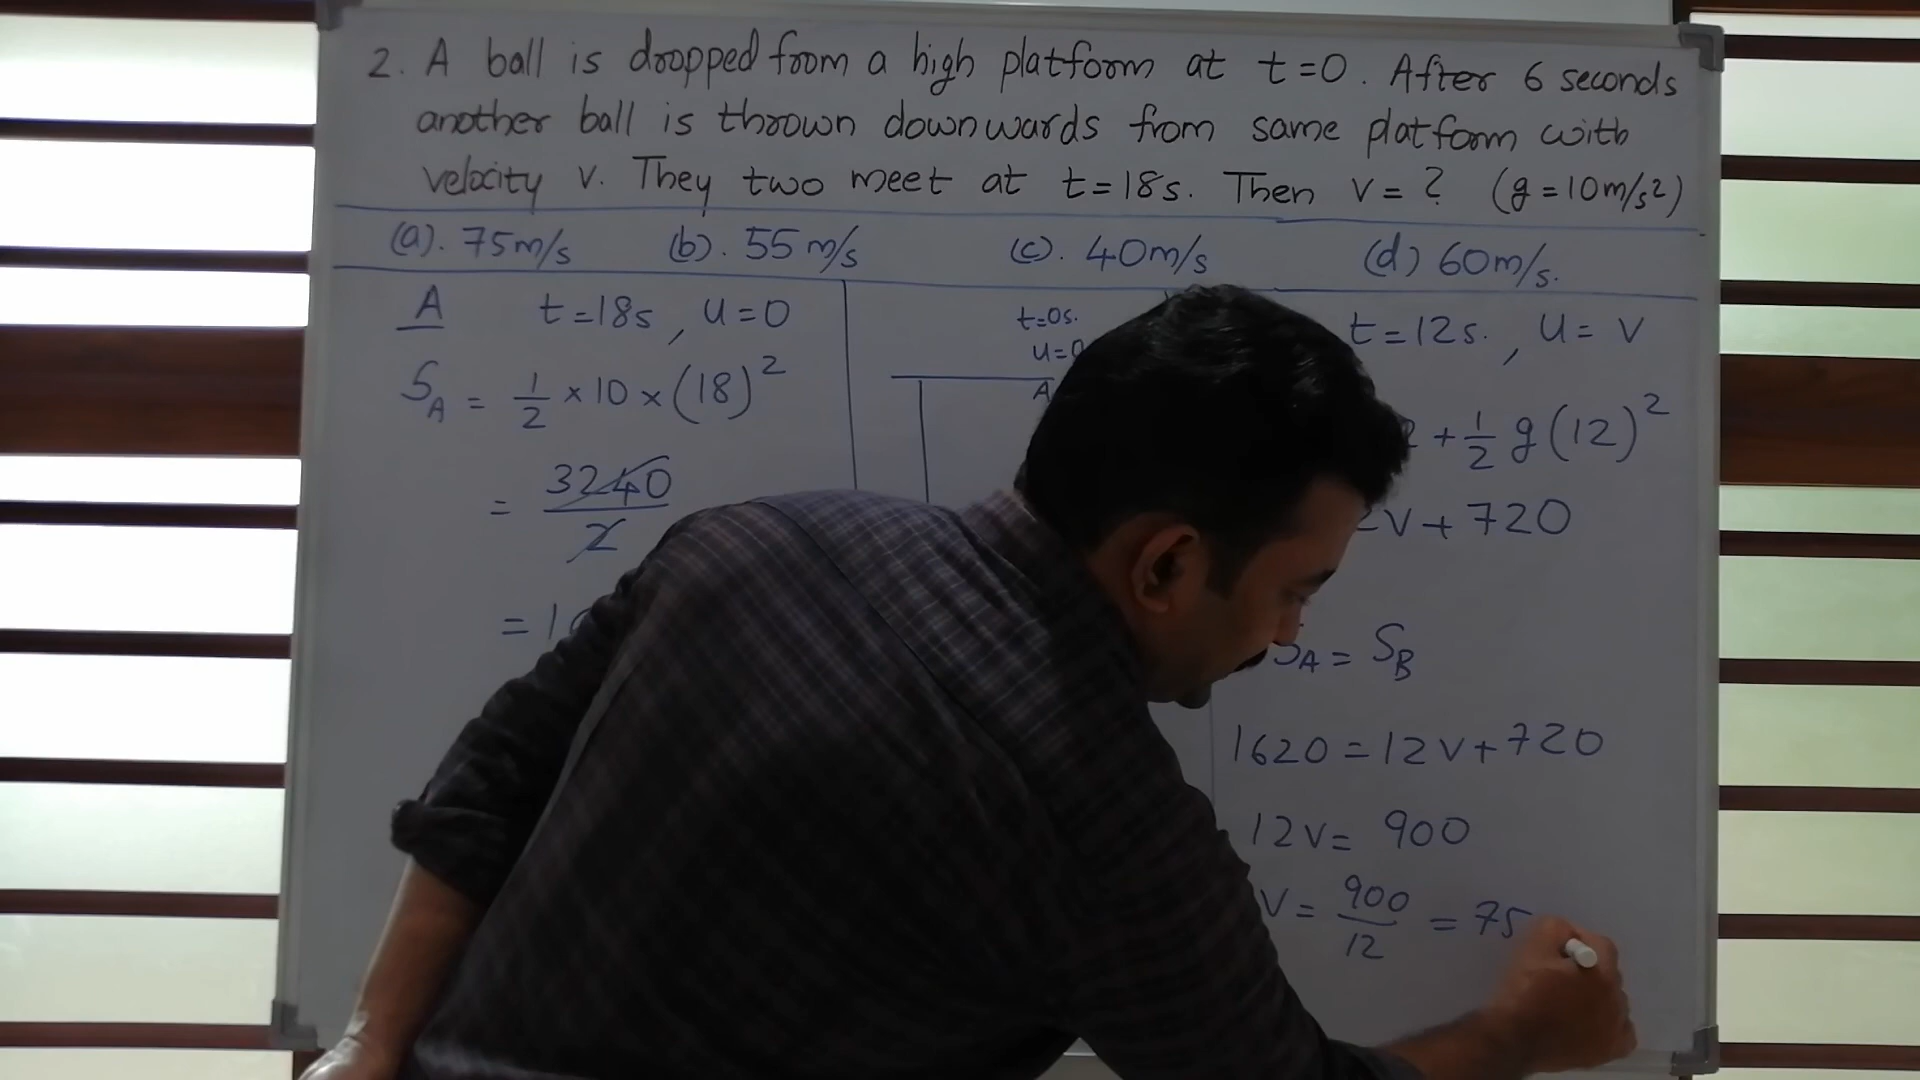 2. A ball is dropped from a high platform at t=0. After 6 seconds
another ball is thrown downwards from same platform with
velocity v. They two meet at t=18s. Then v=? (g=10m/s²)
(a). 75m/s (b). 55 m/s (c). 40m/s (d) 60m/s.
A t=18s, u=0
S_A = 1/2 × 10 × (18)²
= 3240/2
= 1
t=0s.
u=0
A
t=12s., u= v
+ 1/2 g(12)²
v+720
S_A = S_B
1620=12v+720
12v= 900
v= 900/12 = 75